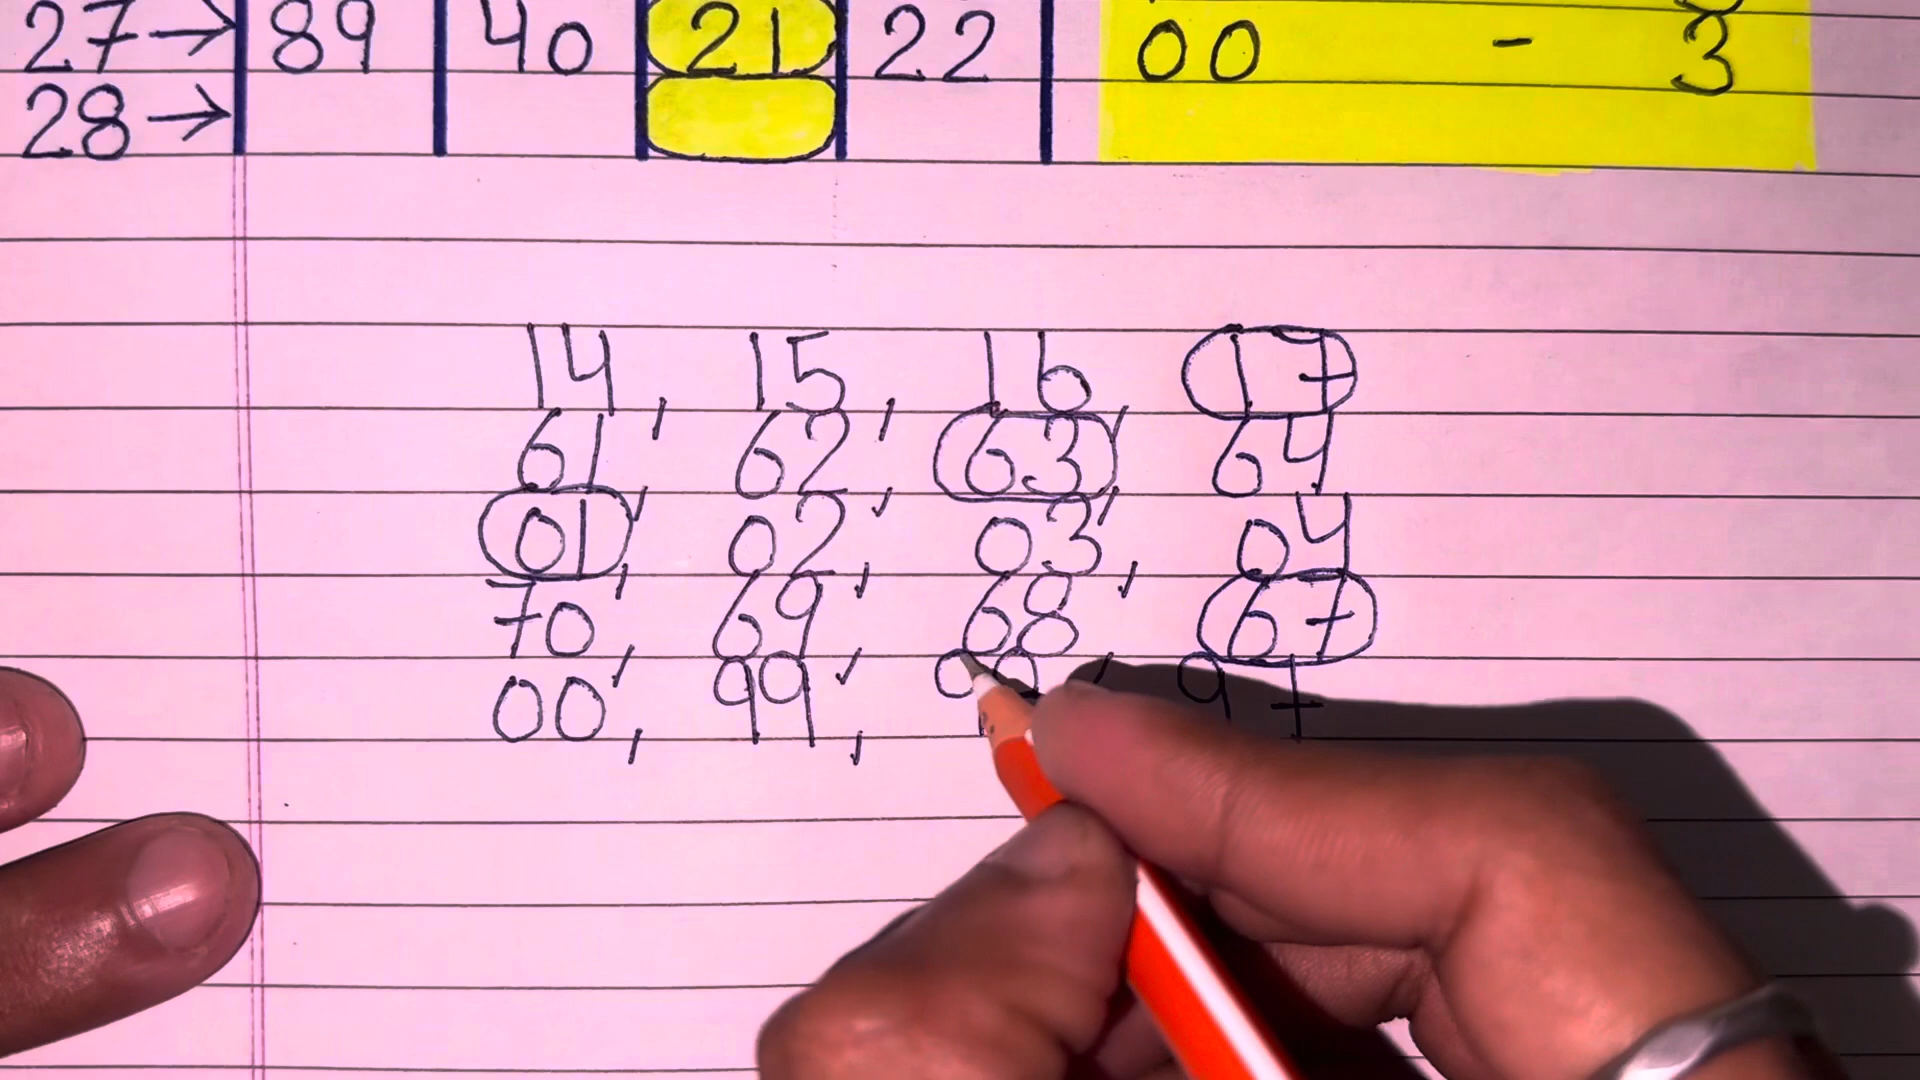 27→ 89 40 21 22 00 - 3
28→
14, 15, 16, 17
61, 62, 63, 64
01, 02, 03, 04
70, 69, 68, 67
00, 99, 97